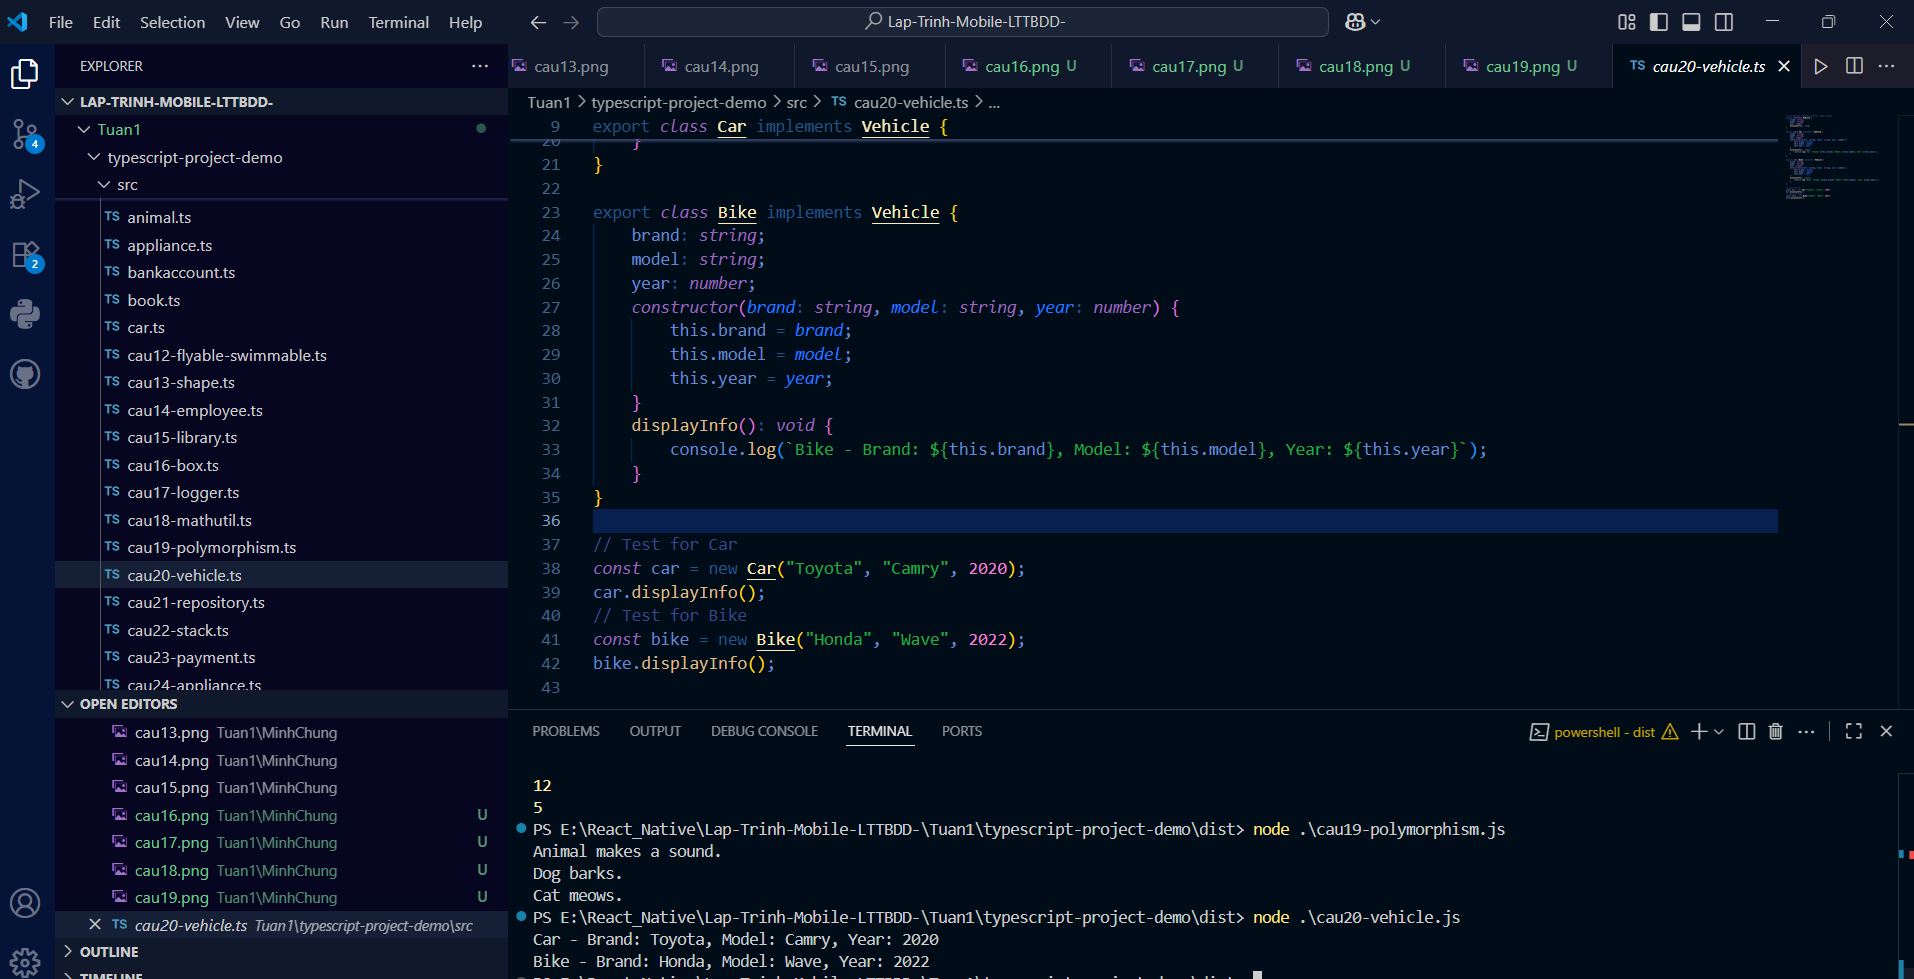 File Edit Selection View Go Run Terminal Help
Lap-Trinh-Mobile-LTTBDD-
EXPLORER
LAP-TRINH-MOBILE-LTTBDD-
Tuan1
typescript-project-demo
src
TS animal.ts
TS appliance.ts
TS bankaccount.ts
TS book.ts
TS car.ts
TS cau12-flyable-swimmable.ts
TS cau13-shape.ts
TS cau14-employee.ts
TS cau15-library.ts
TS cau16-box.ts
TS cau17-logger.ts
TS cau18-mathutil.ts
TS cau19-polymorphism.ts
TS cau20-vehicle.ts
TS cau21-repository.ts
TS cau22-stack.ts
TS cau23-payment.ts
TS cau24-appliance.ts
OPEN EDITORS
cau13.png Tuan1\MinhChung
cau14.png Tuan1\MinhChung
cau15.png Tuan1\MinhChung
cau16.png Tuan1\MinhChung U
cau17.png Tuan1\MinhChung U
cau18.png Tuan1\MinhChung U
cau19.png Tuan1\MinhChung U
TS cau20-vehicle.ts Tuan1\typescript-project-demo\src
OUTLINE
TIMELINE
4
2
cau13.png cau14.png cau15.png cau16.png U cau17.png U cau18.png U cau19.png U TS cau20-vehicle.ts
Tuan1 > typescript-project-demo > src > TS cau20-vehicle.ts > ...
9 export class Car implements Vehicle {
20 }
21 }
22
23 export class Bike implements Vehicle {
24 brand: string;
25 model: string;
26 year: number;
27 constructor(brand: string, model: string, year: number) {
28 this.brand = brand;
29 this.model = model;
30 this.year = year;
31 }
32 displayInfo(): void {
33 console.log(`Bike - Brand: ${this.brand}, Model: ${this.model}, Year: ${this.year}`);
34 }
35 }
36
37 // Test for Car
38 const car = new Car("Toyota", "Camry", 2020);
39 car.displayInfo();
40 // Test for Bike
41 const bike = new Bike("Honda", "Wave", 2022);
42 bike.displayInfo();
43
PROBLEMS OUTPUT DEBUG CONSOLE TERMINAL PORTS
powershell - dist
12
5
PS E:\React_Native\Lap-Trinh-Mobile-LTTBDD-\Tuan1\typescript-project-demo\dist> node .\cau19-polymorphism.js
Animal makes a sound.
Dog barks.
Cat meows.
PS E:\React_Native\Lap-Trinh-Mobile-LTTBDD-\Tuan1\typescript-project-demo\dist> node .\cau20-vehicle.js
Car - Brand: Toyota, Model: Camry, Year: 2020
Bike - Brand: Honda, Model: Wave, Year: 2022
PS E:\React_Native\Lap-Trinh-Mobile-LTTBDD-\Tuan1\typescript-project-demo\dist>